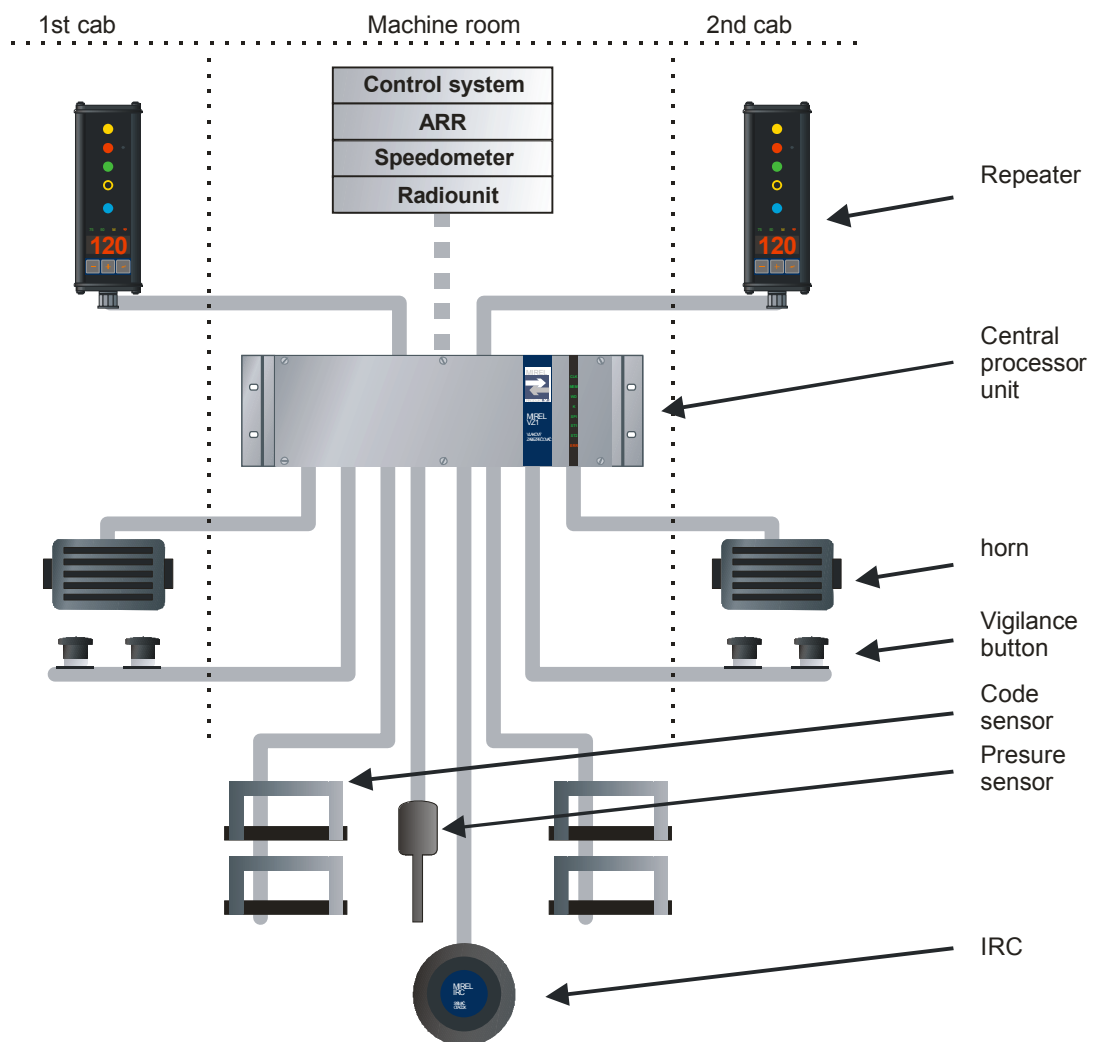 1st cab
Machine room
2nd cab
Control system
ARR
Speedometer
Radiounit
120
120
Repeater
Central
processor
unit
MIREL
MIREL
VZ1
horn
Vigilance
button
Code
sensor
Presure
sensor
IRC
MIREL
IRC